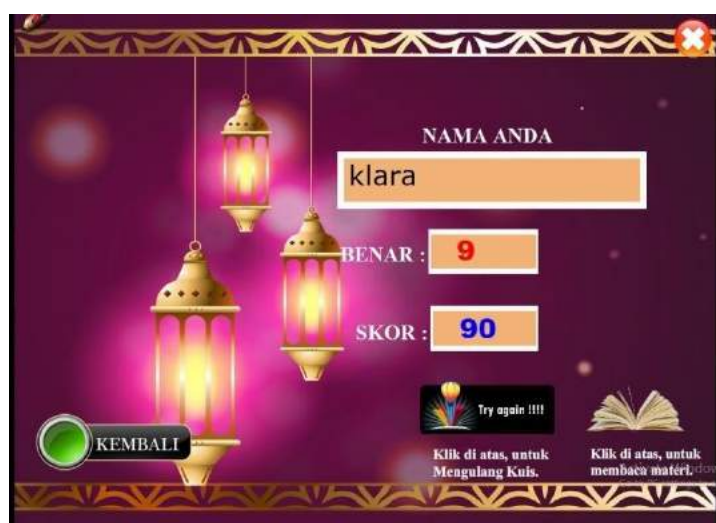 NAMA ANDA
klara
BENAR : 9
SKOR : 90
Try again !!!!
KEMBALI
Klik di atas, untuk
Mengulang Kuis.
Klik di atas, untuk
membaca materi.